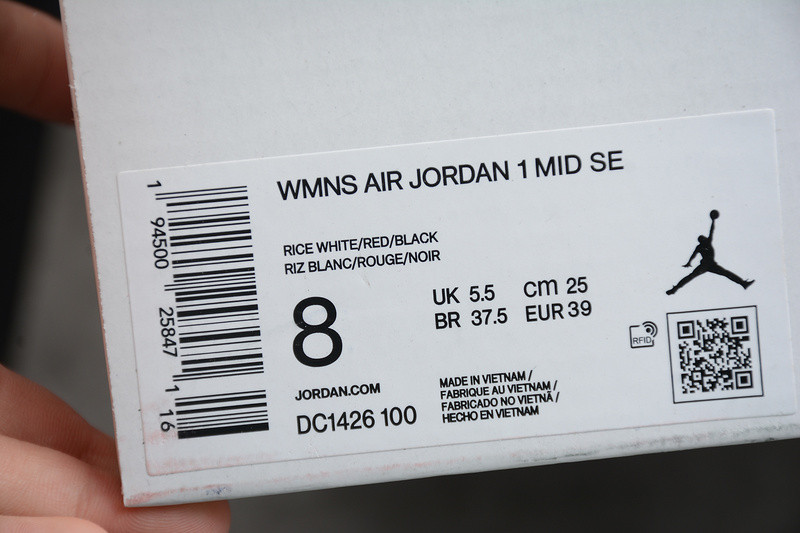 WMNS AIR JORDAN 1 MID SE
RICE WHITE/RED/BLACK
RIZ BLANC/ROUGE/NOIR
8
UK 5.5 cm 25
BR 37.5 EUR 39
JORDAN.COM
DC1426 100
MADE IN VIETNAM /
FABRIQUE AU VIETNAM /
FABRICADO NO VIETNÃ /
HECHO EN VIETNAM
RFID
1 94500 25847 1 16